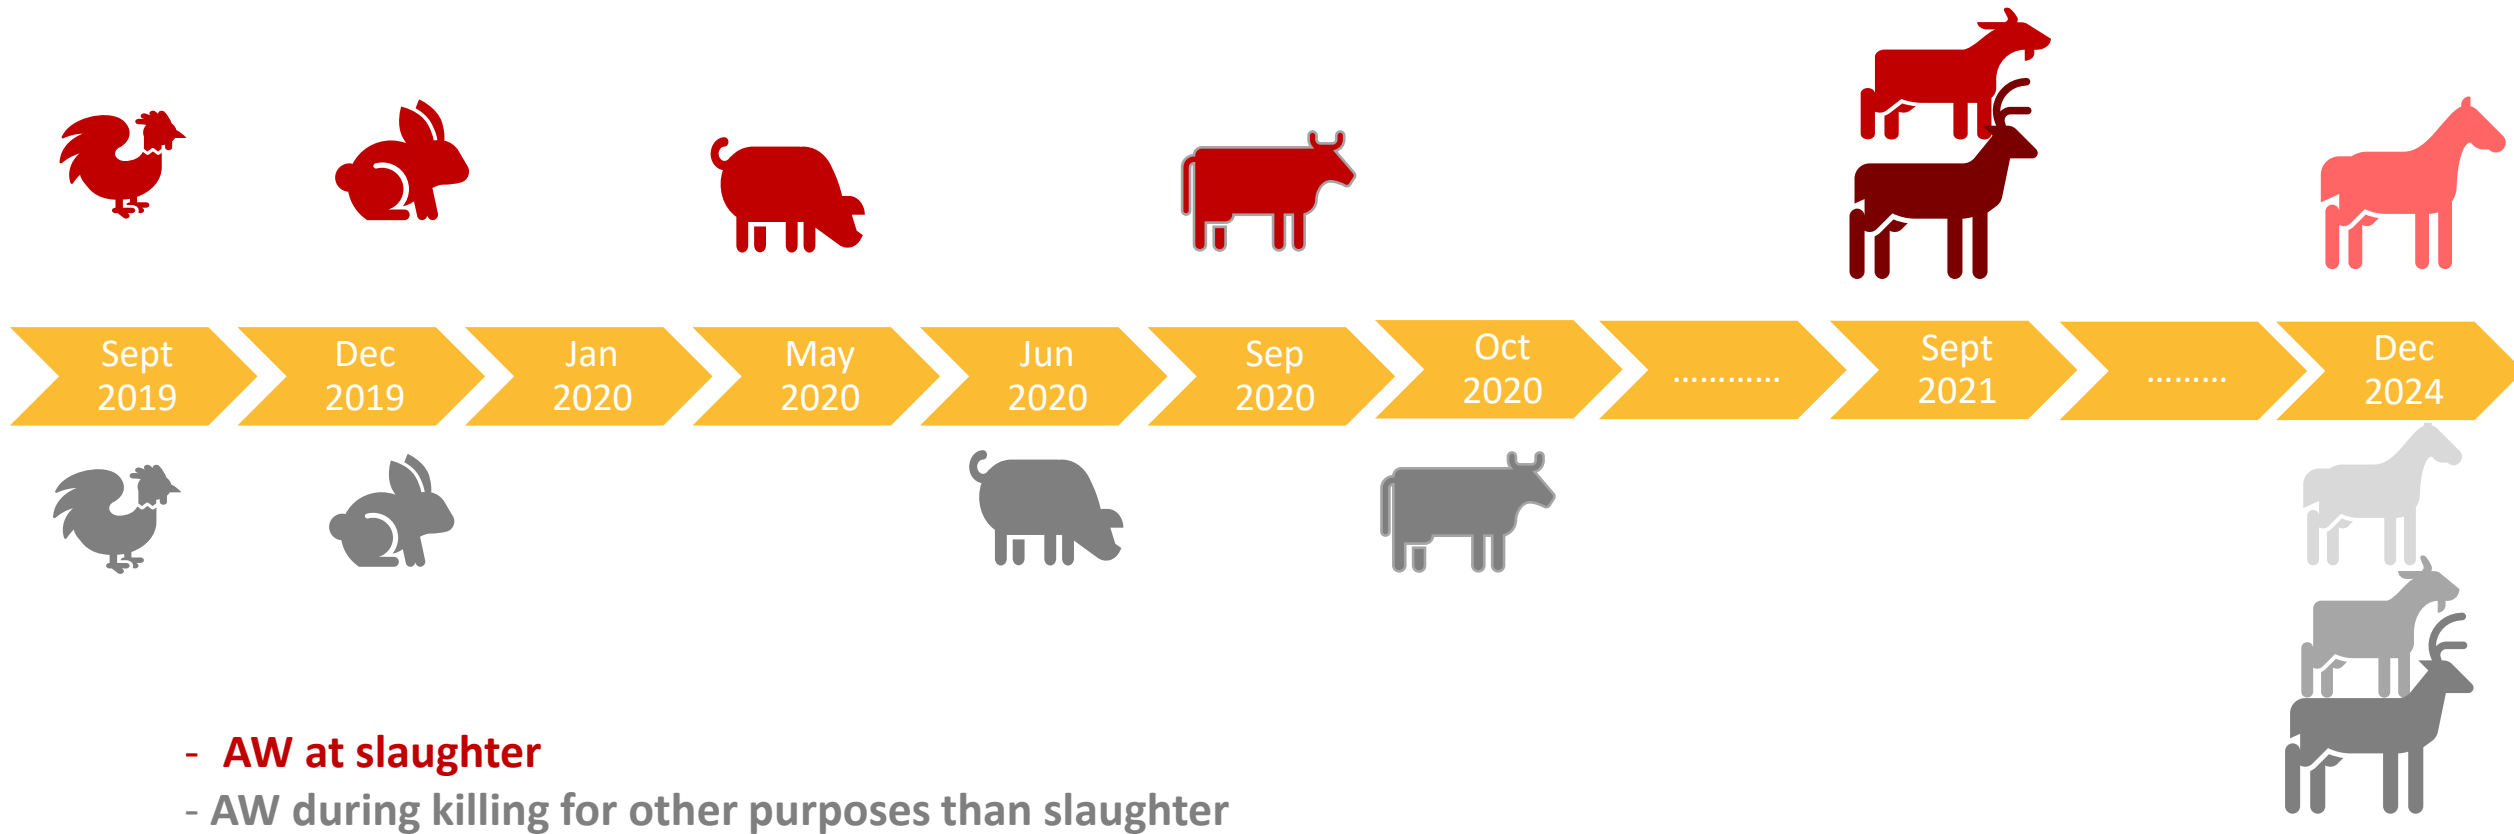 Sept
2019
Dec
2019
Jan
2020
May
2020
Jun
2020
Sep
2020
Oct
2020
............
Sept
2021
.........
Dec
2024
- AW at slaughter
- AW during killing for other purposes than slaughter